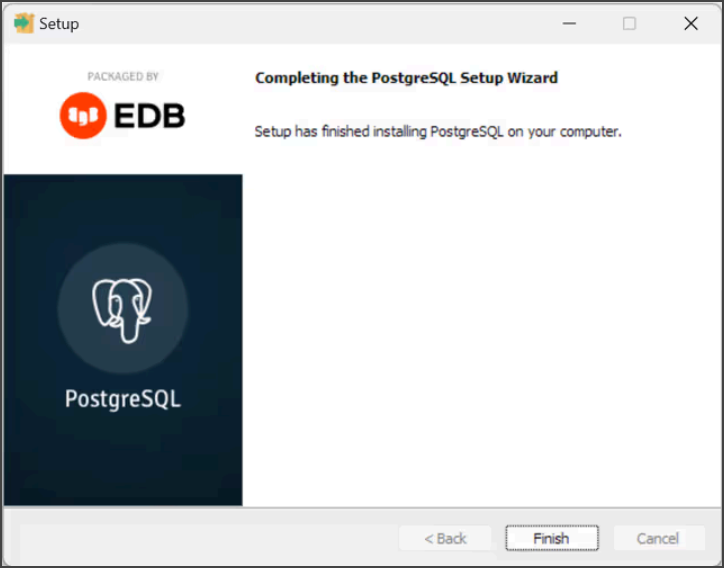 Setup
PACKAGED BY
EDB
Completing the PostgreSQL Setup Wizard
Setup has finished installing PostgreSQL on your computer.
PostgreSQL
< Back
Finish
Cancel